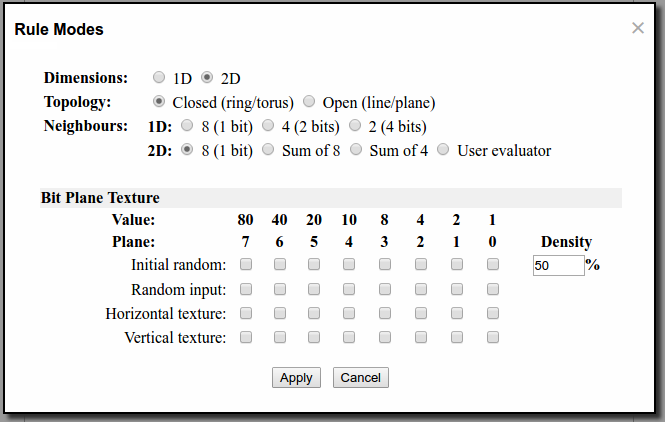 Rule Modes ×
Dimensions: 1D 2D
Topology: Closed (ring/torus) Open (line/plane)
Neighbours: 1D: 8 (1 bit) 4 (2 bits) 2 (4 bits)
2D: 8 (1 bit) Sum of 8 Sum of 4 User evaluator
Bit Plane Texture
Value: 80 40 20 10 8 4 2 1
Plane: 7 6 5 4 3 2 1 0 Density
Initial random: 50 %
Random input:
Horizontal texture:
Vertical texture:
Apply Cancel